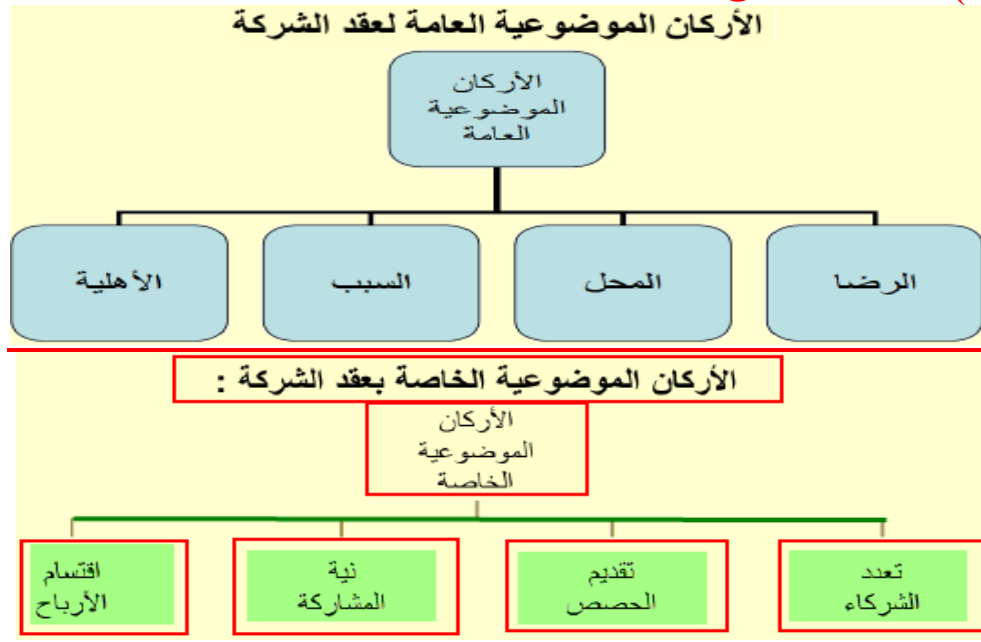 الأركان الموضوعية العامة لعقد الشركة
الأركان
الموضوعية
العامة
الرضا
المحل
السبب
الأهلية
الأركان الموضوعية الخاصة بعقد الشركة :
الأركان
الموضوعية
الخاصة
تعدد
الشركاء
تقديم
الحصص
نية
المشاركة
اقتسام
الأرباح